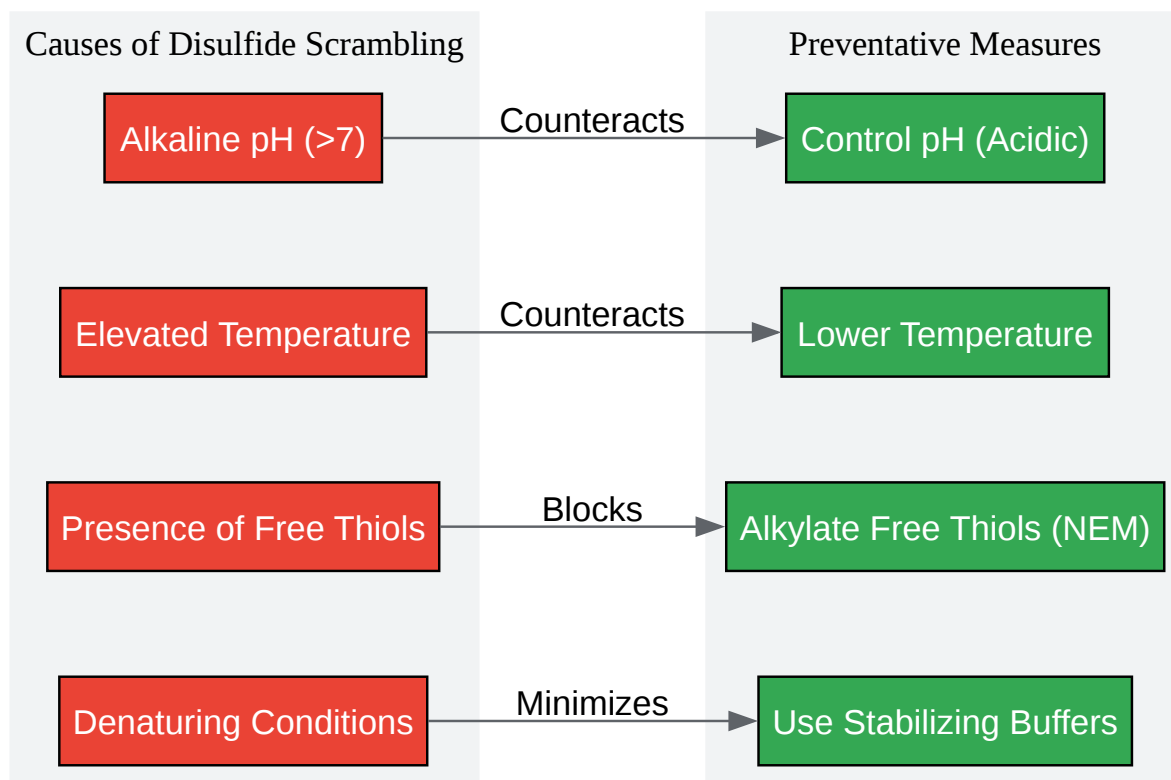 Causes of Disulfide Scrambling
Preventative Measures
Alkaline pH (>7)
Counteracts
Control pH (Acidic)
Elevated Temperature
Counteracts
Lower Temperature
Presence of Free Thiols
Blocks
Alkylate Free Thiols (NEM)
Denaturing Conditions
Minimizes
Use Stabilizing Buffers